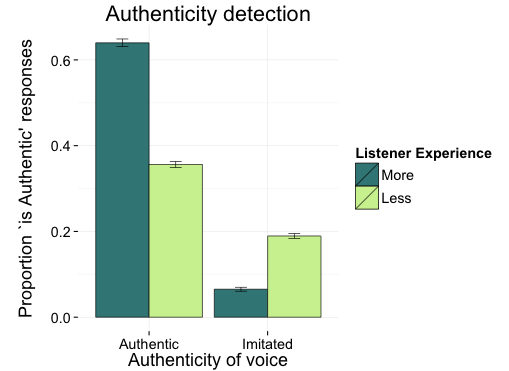 Authenticity detection
Proportion `is Authentic' responses
0.6
0.4
0.2
0.0
Authentic
Imitated
Authenticity of voice
Listener Experience
More
Less